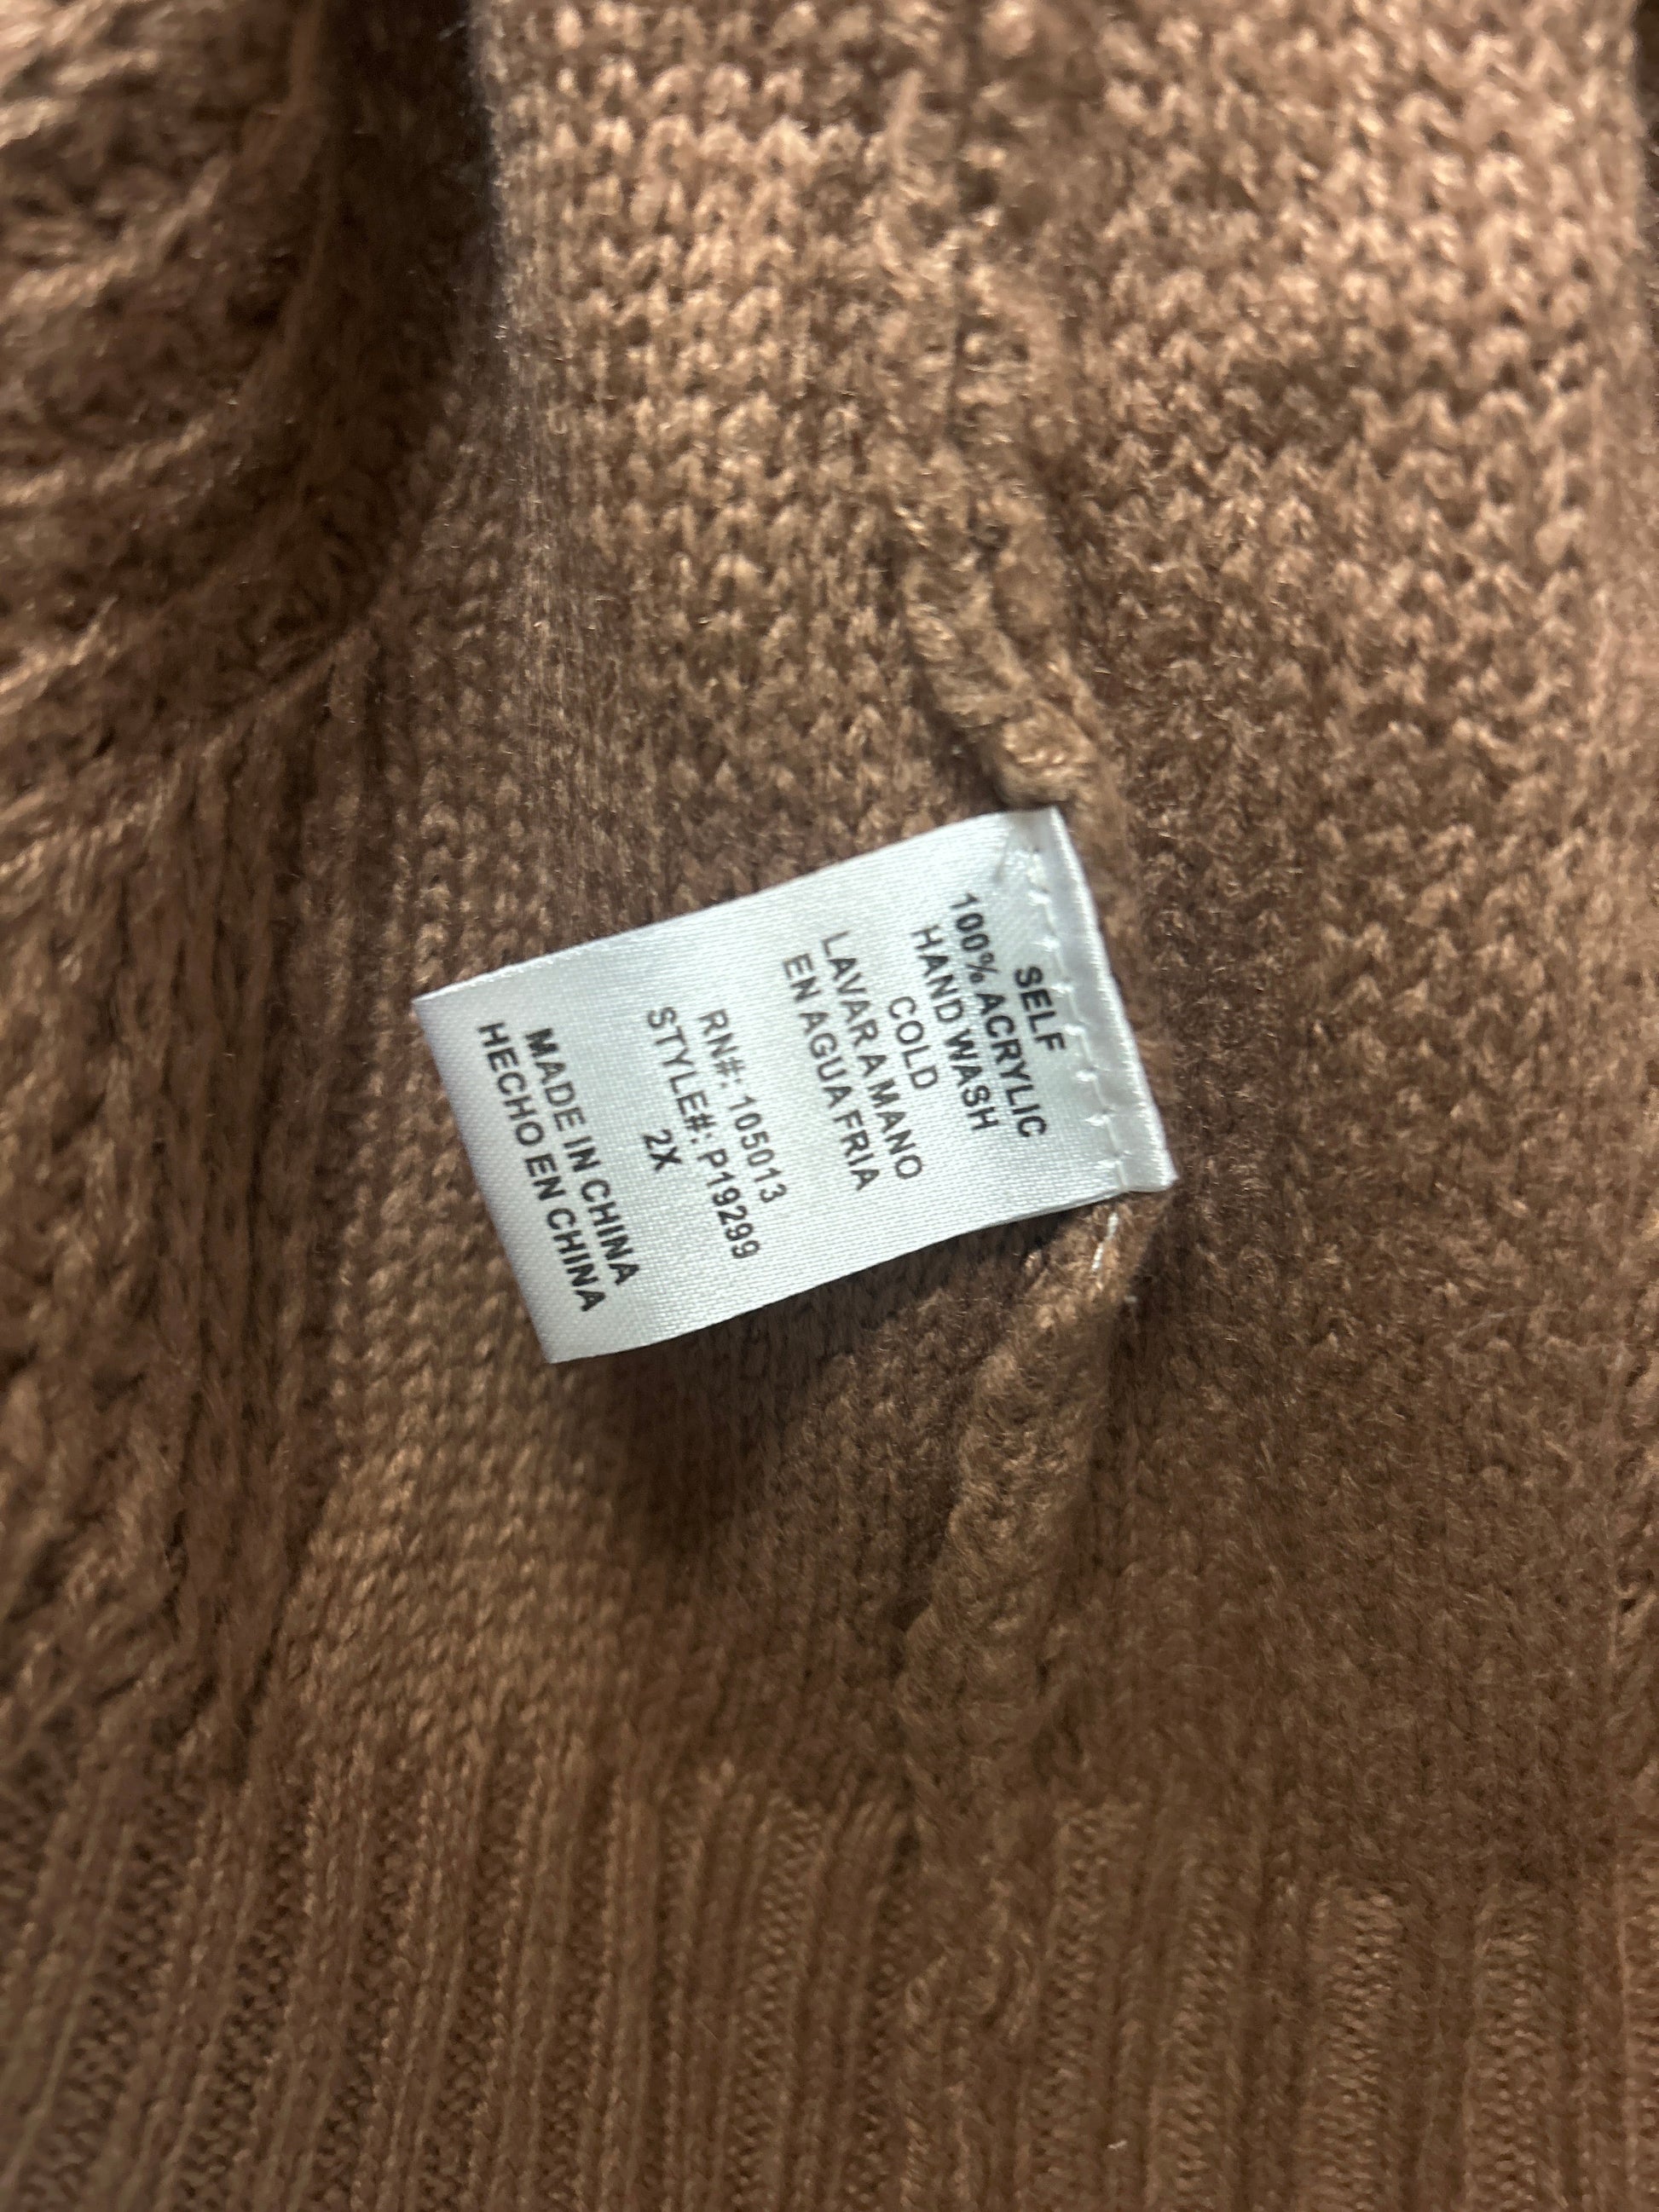 SELF
100% ACRYLIC
HAND WASH
COLD
LAVAR A MANO
EN AGUA FRIA
RN#: 105013
STYLE#: P19299
2X
MADE IN CHINA
HECHO EN CHINA